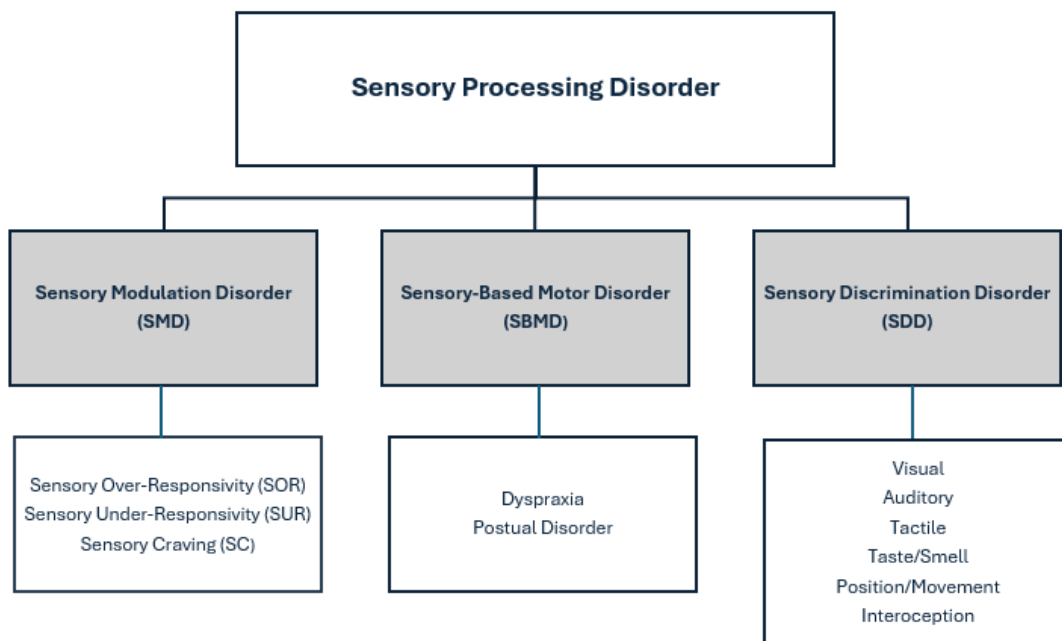 Sensory Processing Disorder
Sensory Modulation Disorder
(SMD)
Sensory-Based Motor Disorder
(SBMD)
Sensory Discrimination Disorder
(SDD)
Sensory Over-Responsivity (SOR)
Sensory Under-Responsivity (SUR)
Sensory Craving (SC)
Dyspraxia
Postual Disorder
Visual
Auditory
Tactile
Taste/Smell
Position/Movement
Interoception